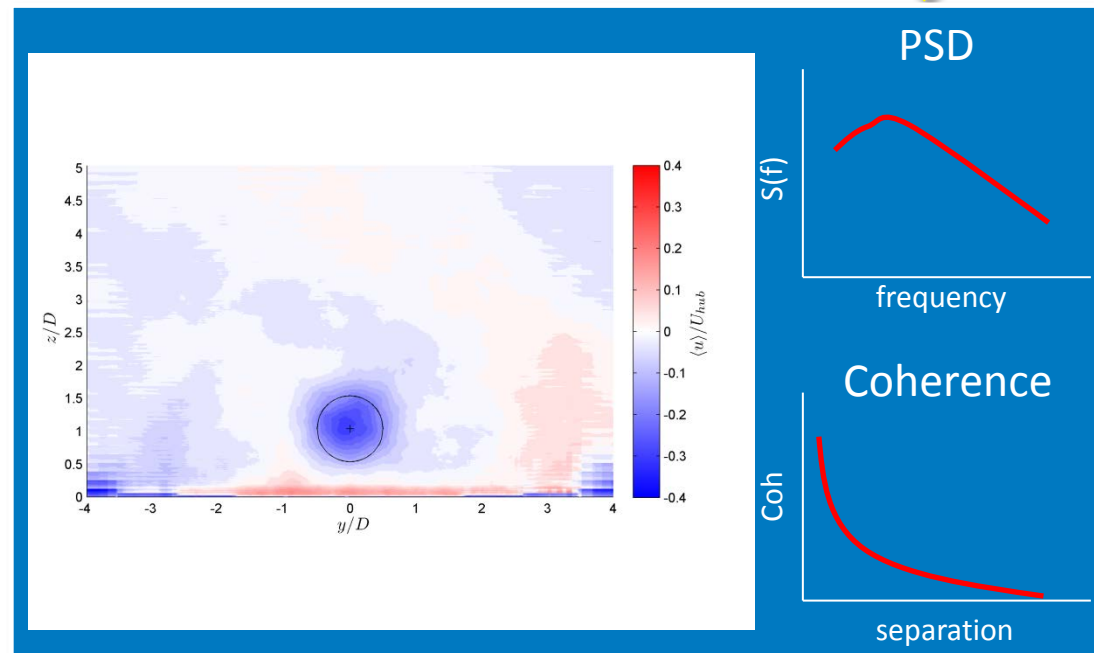 PSD
S(f)
frequency
5
4.5
4
3.5
3
2.5
2
1.5
1
0.5
0
z/D
-4 -3 -2 -1 0 1 2 3 4
y/D
0.4
0.3
0.2
0.1
0
-0.1
-0.2
-0.3
-0.4
⟨u⟩/U_hub
Coherence
Coh
separation